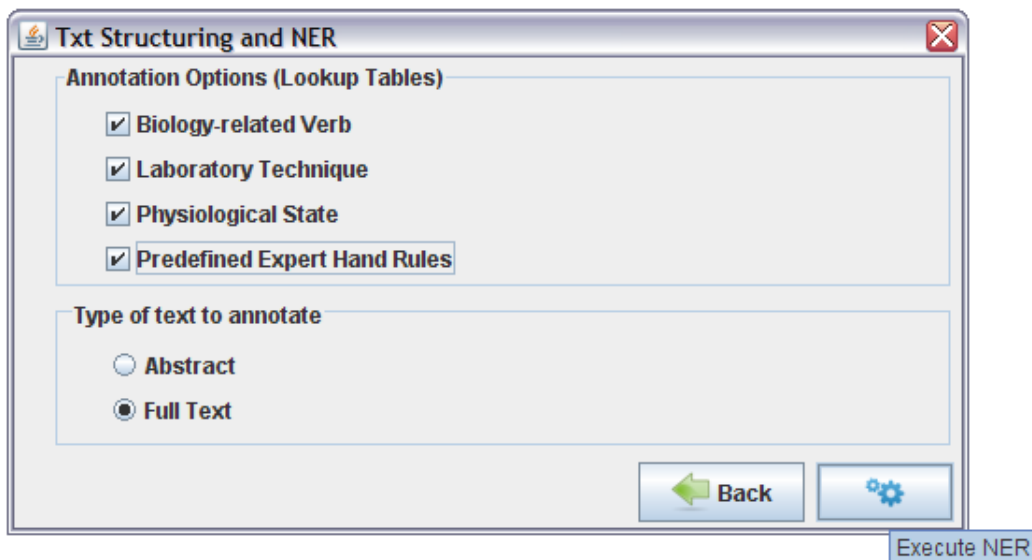 Txt Structuring and NER
Annotation Options (Lookup Tables)
Biology-related Verb
Laboratory Technique
Physiological State
Predefined Expert Hand Rules
Type of text to annotate
Abstract
Full Text
Back
Execute NER